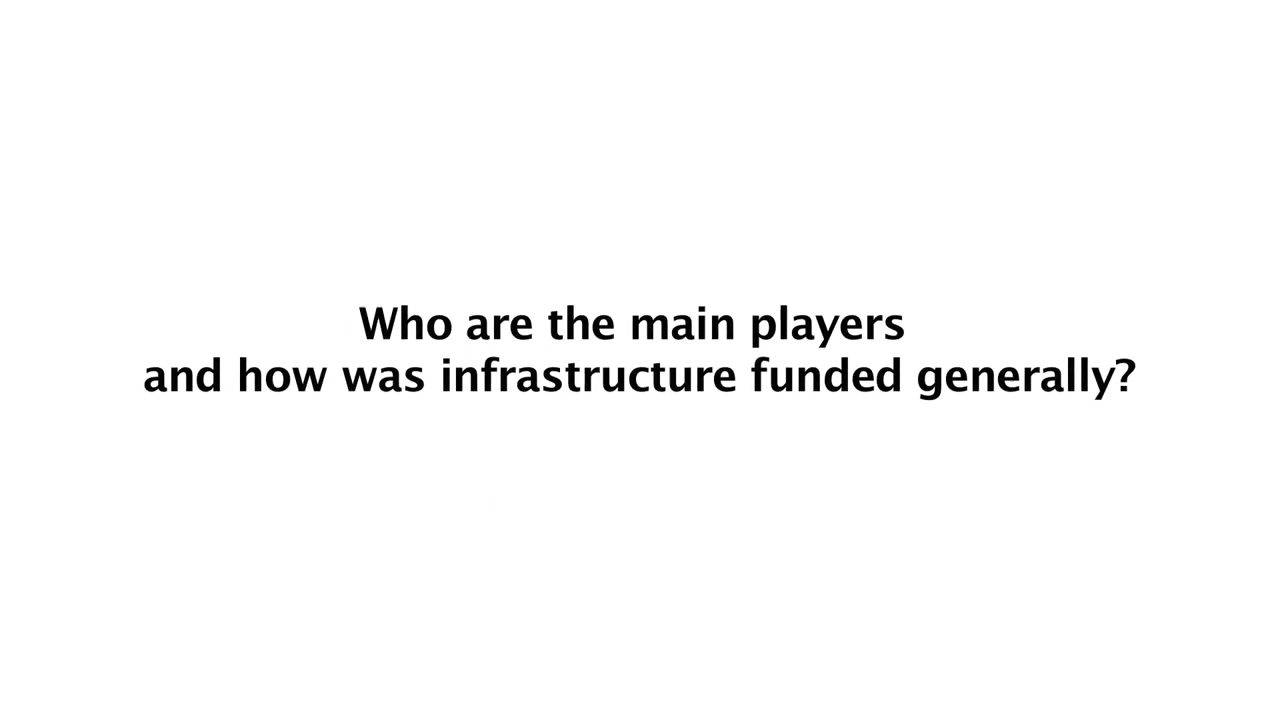 Who are the main players
and how was infrastructure funded generally?